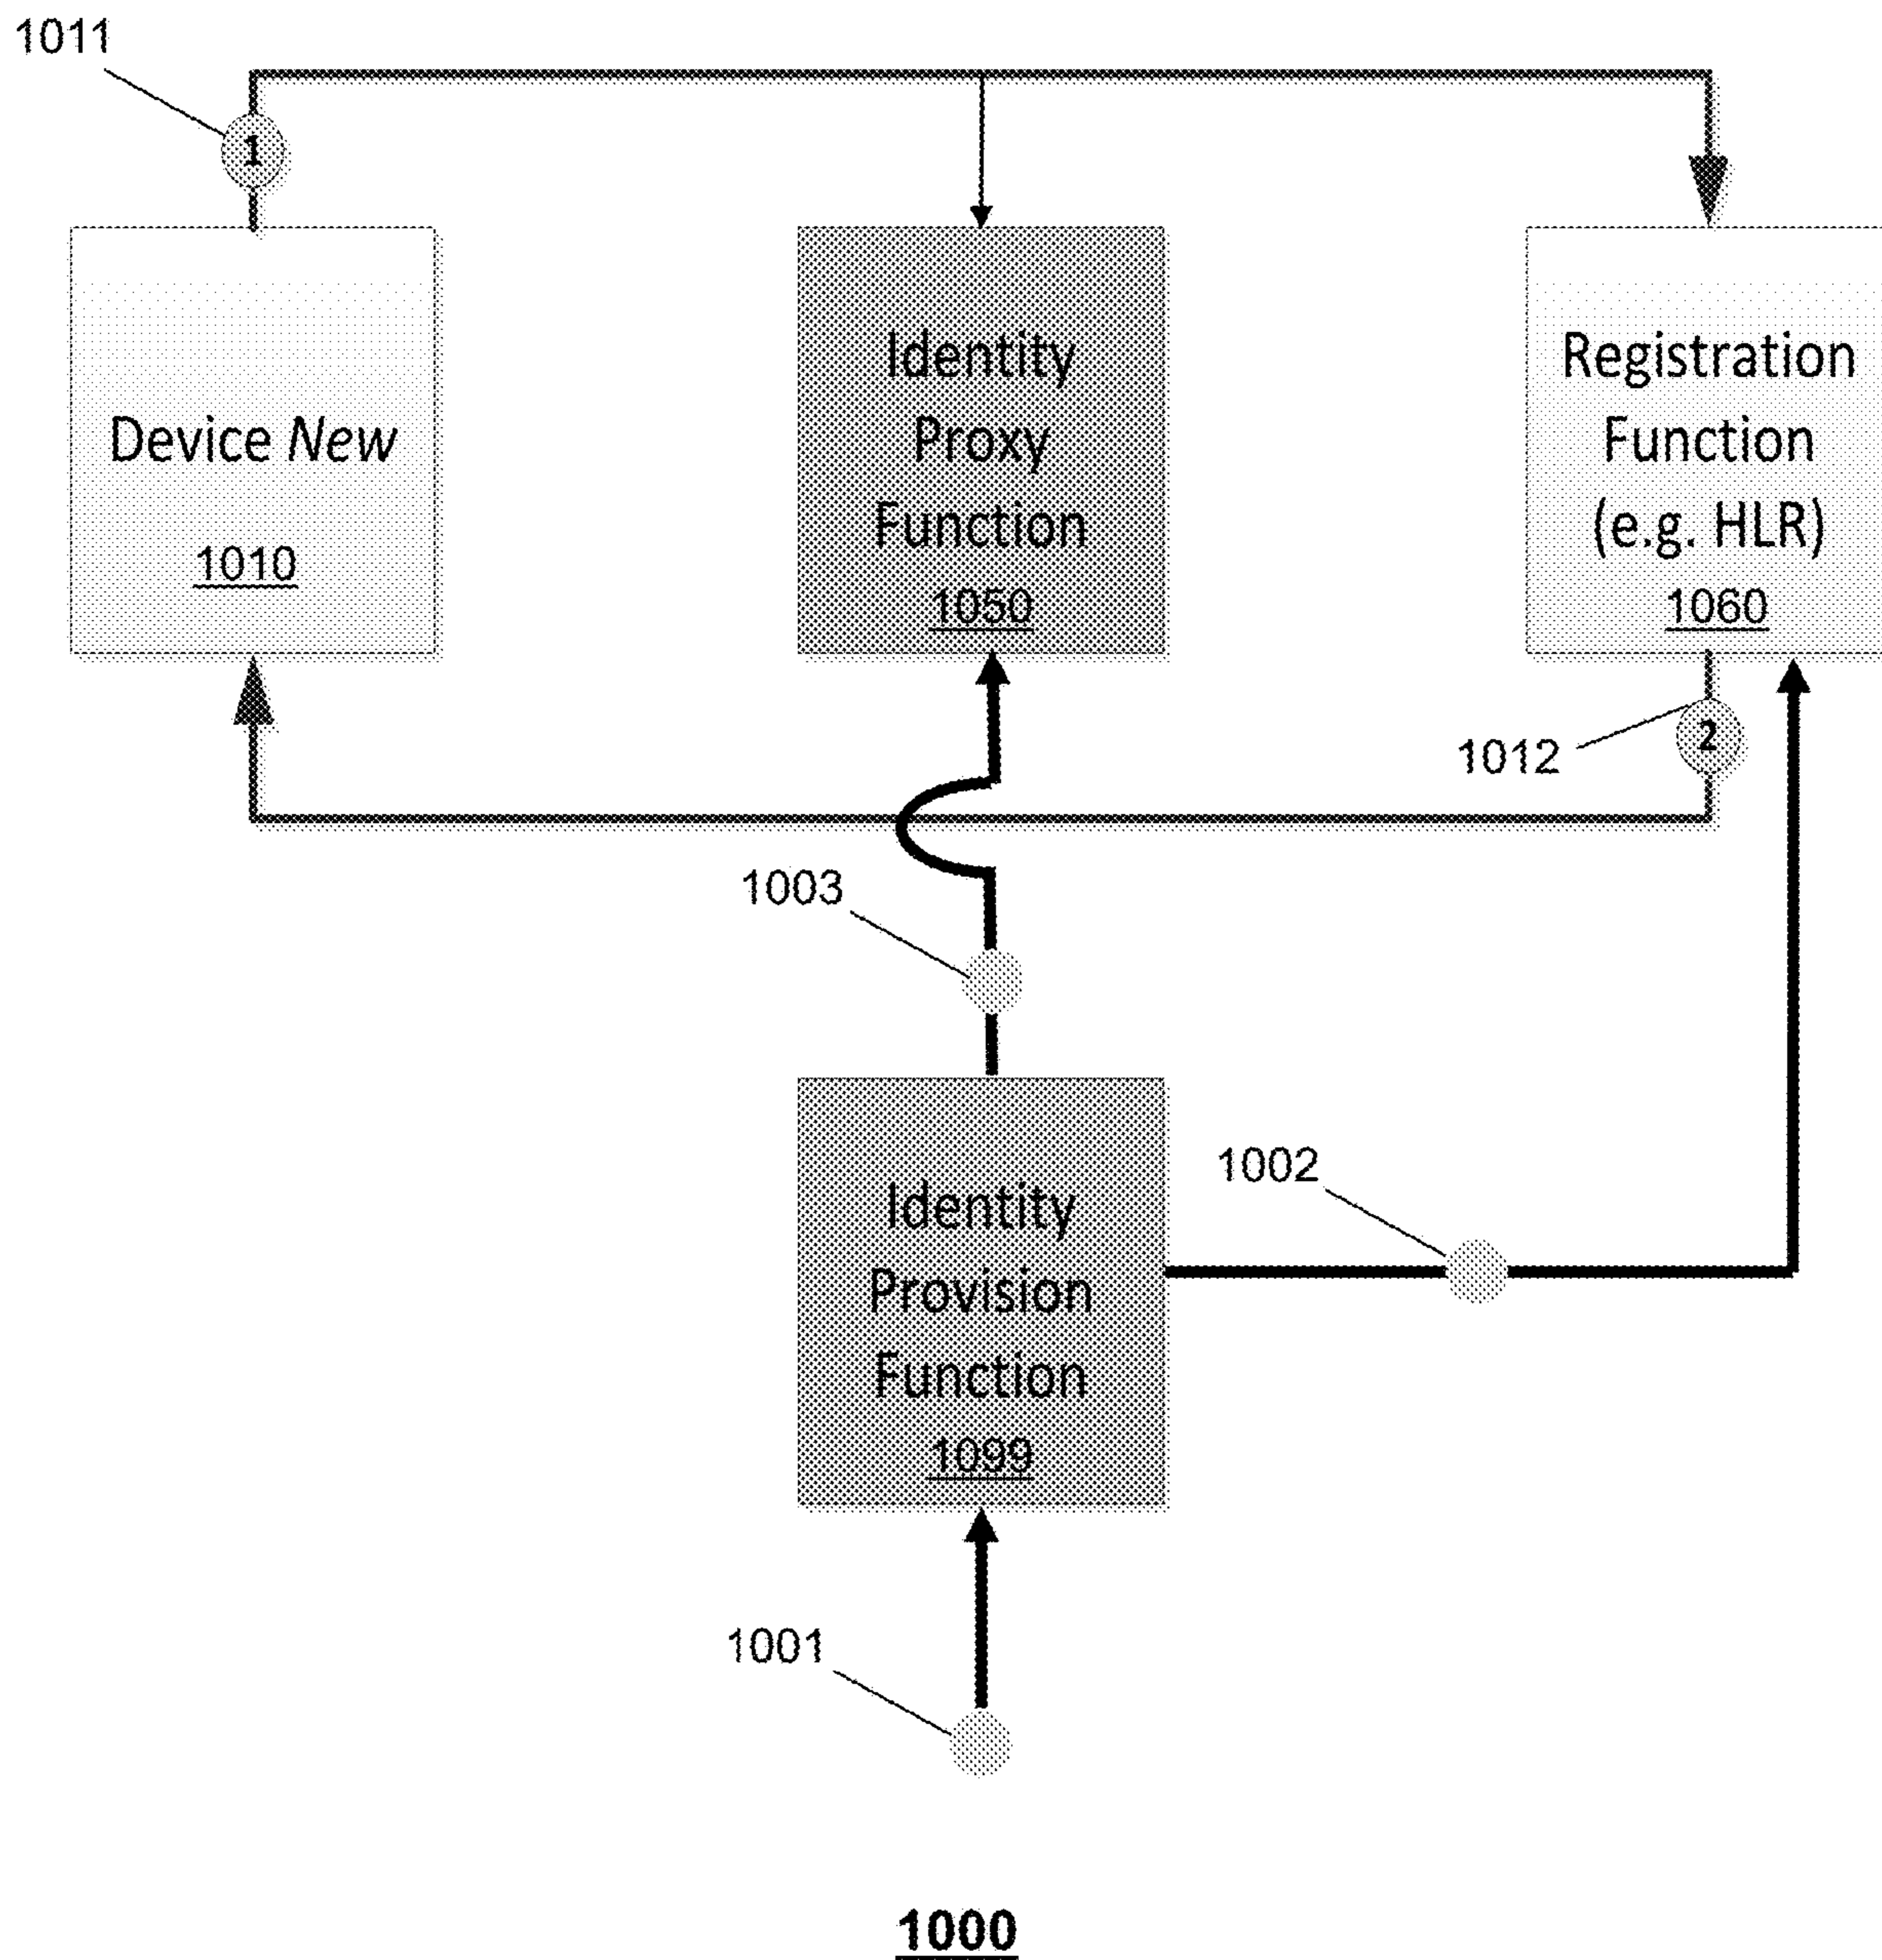 1011
1
Device New
1010
Identity
Proxy
Function
1050
Registration
Function
(e.g. HLR)
1060
1012
2
1003
1002
Identity
Provision
Function
1099
1001
1000